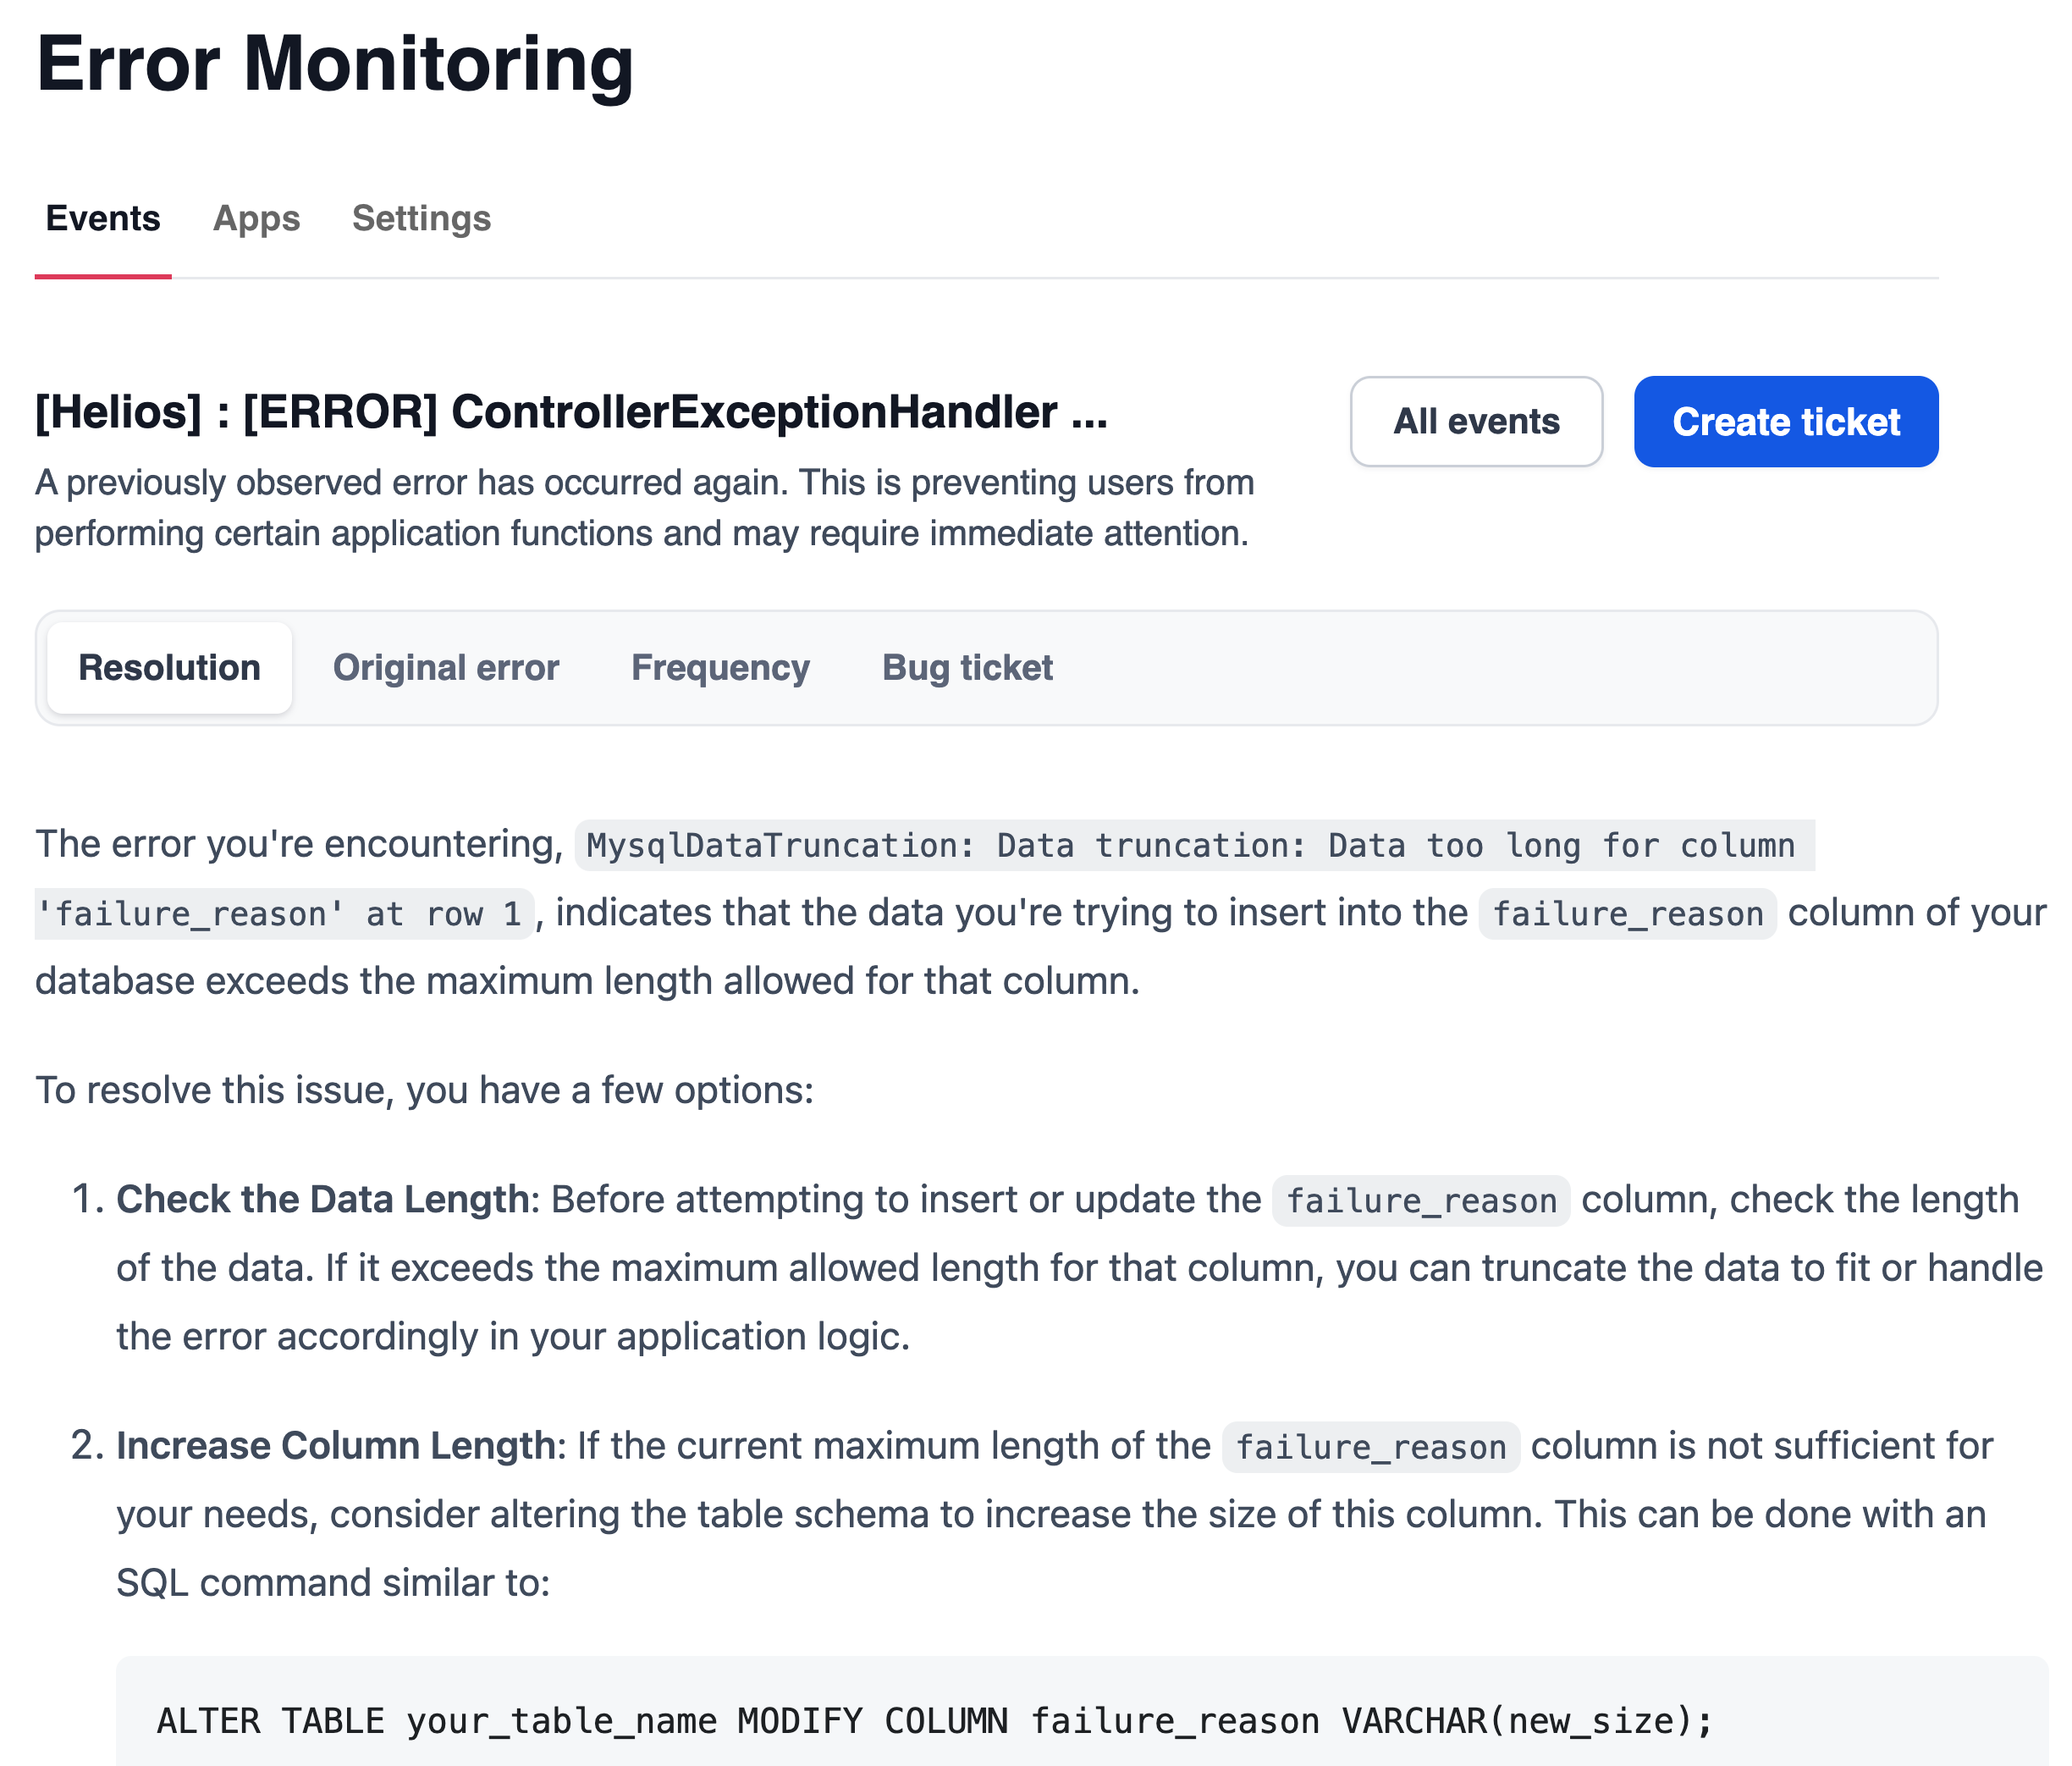 Error Monitoring
Events Apps Settings
[Helios] : [ERROR] ControllerExceptionHandler ...
All events
Create ticket
A previously observed error has occurred again. This is preventing users from
performing certain application functions and may require immediate attention.
Resolution Original error Frequency Bug ticket
The error you're encountering, MysqlDataTruncation: Data truncation: Data too long for column
'failure_reason' at row 1, indicates that the data you're trying to insert into the failure_reason column of your
database exceeds the maximum length allowed for that column.
To resolve this issue, you have a few options:
1. Check the Data Length: Before attempting to insert or update the failure_reason column, check the length
of the data. If it exceeds the maximum allowed length for that column, you can truncate the data to fit or handle
the error accordingly in your application logic.
2. Increase Column Length: If the current maximum length of the failure_reason column is not sufficient for
your needs, consider altering the table schema to increase the size of this column. This can be done with an
SQL command similar to:
ALTER TABLE your_table_name MODIFY COLUMN failure_reason VARCHAR(new_size);